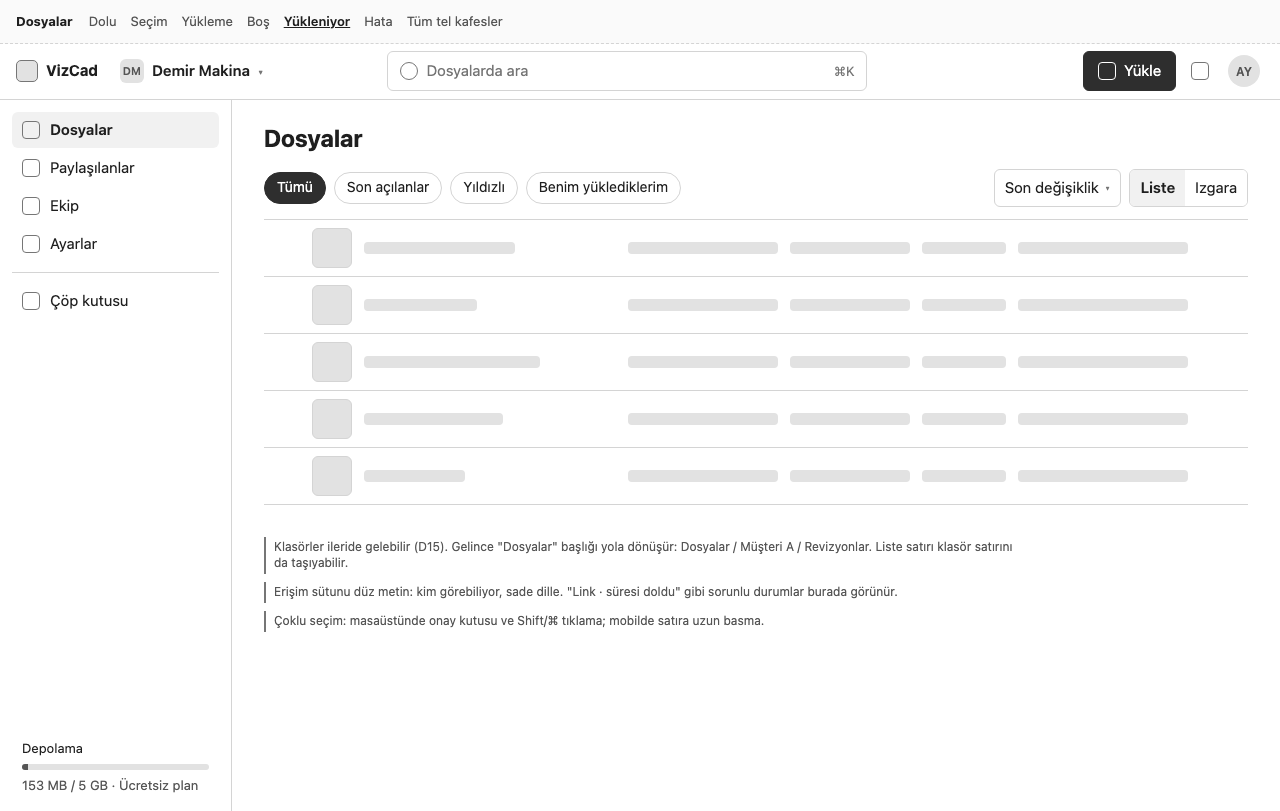 Dosyalar Dolu Seçim Yükleme Boş Yükleniyor Hata Tüm tel kafesler
VizCad DM Demir Makina ▾ Dosyalarda ara ⌘K Yükle AY
Dosyalar
Paylaşılanlar
Ekip
Ayarlar
Çöp kutusu
Depolama
153 MB / 5 GB · Ücretsiz plan
Dosyalar
Tümü Son açılanlar Yıldızlı Benim yüklediklerim Son değişiklik ▾ Liste Izgara
Klasörler ileride gelebilir (D15). Gelince "Dosyalar" başlığı yola dönüşür: Dosyalar / Müşteri A / Revizyonlar. Liste satırı klasör satırını
da taşıyabilir.
Erişim sütunu düz metin: kim görebiliyor, sade dille. "Link · süresi doldu" gibi sorunlu durumlar burada görünür.
Çoklu seçim: masaüstünde onay kutusu ve Shift/⌘ tıklama; mobilde satıra uzun basma.